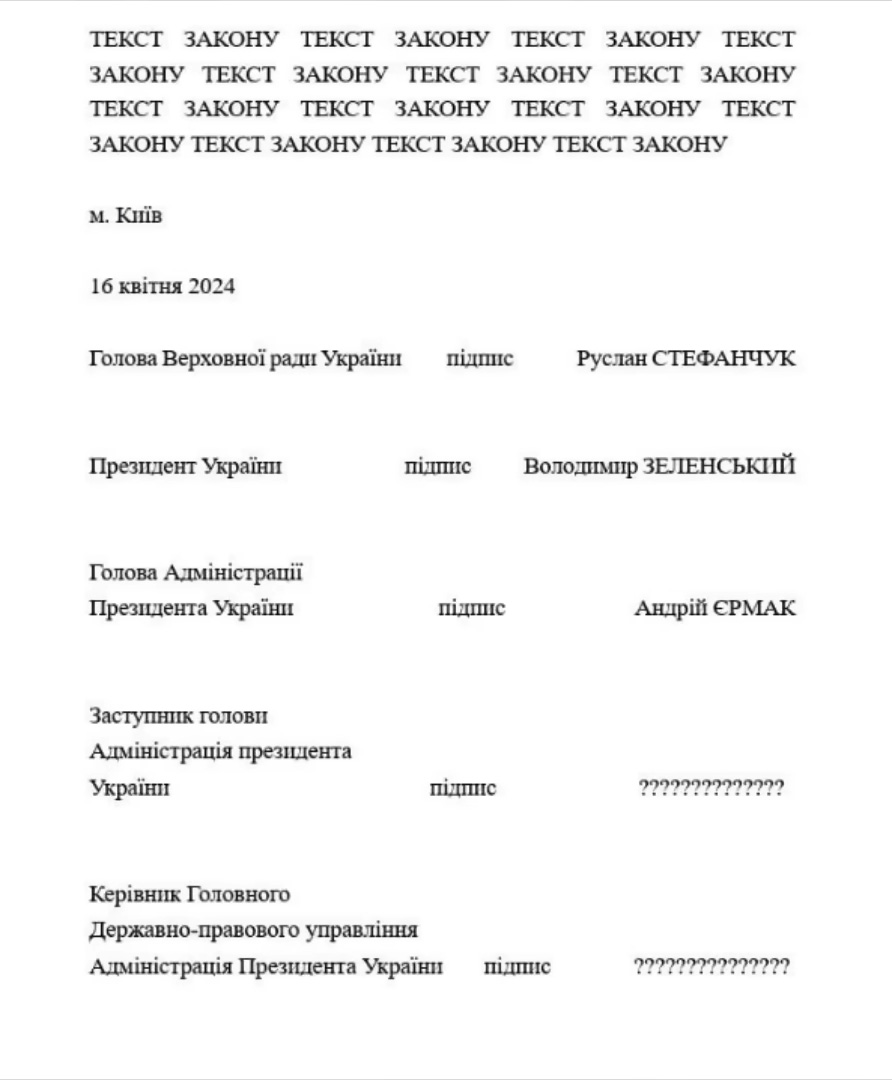 ТЕКСТ ЗАКОНУ ТЕКСТ ЗАКОНУ ТЕКСТ ЗАКОНУ ТЕКСТ
ЗАКОНУ ТЕКСТ ЗАКОНУ ТЕКСТ ЗАКОНУ ТЕКСТ ЗАКОНУ
ТЕКСТ ЗАКОНУ ТЕКСТ ЗАКОНУ ТЕКСТ ЗАКОНУ ТЕКСТ
ЗАКОНУ ТЕКСТ ЗАКОНУ ТЕКСТ ЗАКОНУ ТЕКСТ ЗАКОНУ
м. Київ
16 квітня 2024
Голова Верховної ради України підпис Руслан СТЕФАНЧУК
Президент України підпис Володимир ЗЕЛЕНСЬКИЙ
Голова Адміністрації
Президента України підпис Андрій ЄРМАК
Заступник голови
Адміністрація президента
України підпис ??????????????
Керівник Головного
Державно-правового управління
Адміністрація Президента України підпис ???????????????